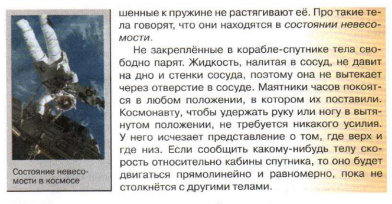 шенные к пружине не растягивают её. Про такие те-
ла говорят, что они находятся в состоянии невесо-
мости.
Не закреплённые в корабле-спутнике тела сво-
бодно парят. Жидкость, налитая в сосуд, не давит
на дно и стенки сосуда, поэтому она не вытекает
через отверстие в сосуде. Маятники часов покоят-
ся в любом положении, в котором их поставили.
Космонавту, чтобы удержать руку или ногу в вытя-
нутом положении, не требуется никакого усилия.
У него исчезает представление о том, где верх и
где низ. Если сообщить какому-нибудь телу ско-
рость относительно кабины спутника, то оно будет
двигаться прямолинейно и равномерно, пока не
столкнётся с другими телами.
Состояние невесо-
мости в космосе